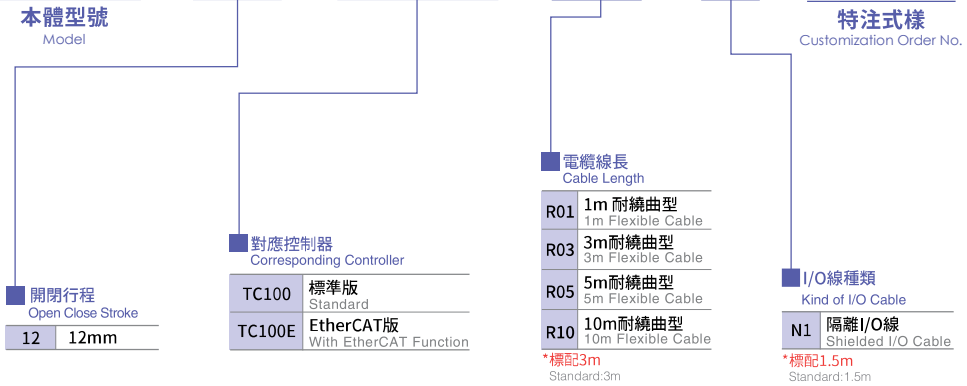 本體型號
Model
特注式樣
Customization Order No.
電纜線長
Cable Length
R01 1m 耐繞曲型
1m Flexible Cable
R03 3m耐繞曲型
3m Flexible Cable
R05 5m耐繞曲型
5m Flexible Cable
R10 10m耐繞曲型
10m Flexible Cable
*標配3m
Standard:3m
對應控制器
Corresponding Controller
TC100 標準版
Standard
TC100E EtherCAT版
With EtherCAT Function
I/O線種類
Kind of I/O Cable
N1 隔離I/O線
Shielded I/O Cable
*標配1.5m
Standard:1.5m
開閉行程
Open Close Stroke
12 12mm